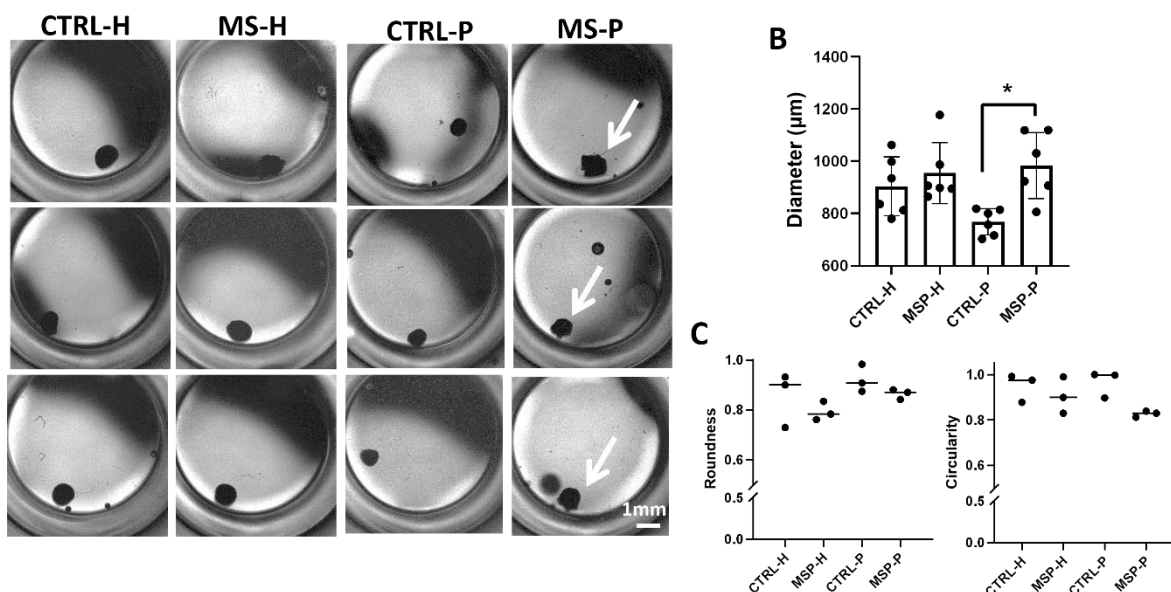 CTRL-H MS-H CTRL-P MS-P
1mm
B
Diameter (µm)
1400
1200
1000
800
600
*
CTRL-H MSP-H CTRL-P MSP-P
C
Roundness
1.0
0.8
0.6
0.5
0.0
CTRL-H MSP-H CTRL-P MSP-P
Circularity
1.0
0.8
0.6
0.5
0.0
CTRL-H MSP-H CTRL-P MSP-P